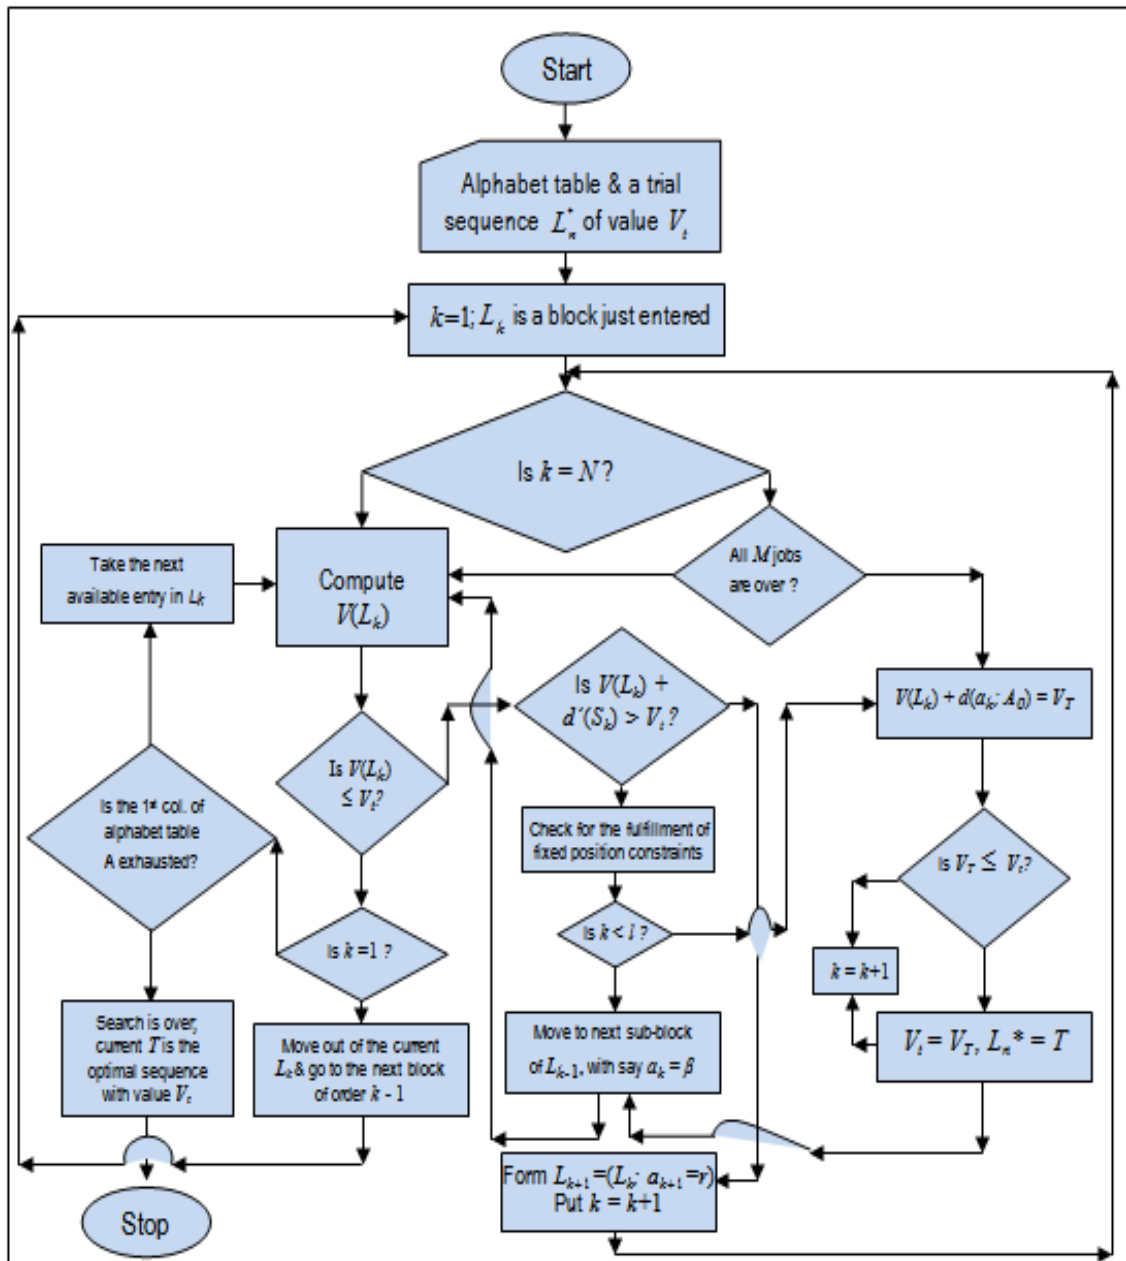 Start
Alphabet table & a trial
sequence Lₙ* of value Vₜ
k=1; Lₖ is a block just entered
Is k = N ?
All M jobs
are over ?
Take the next
available entry in Lk
Compute
V(Lₖ)
Is V(Lₖ) +
d´(Sₖ) > Vₜ?
V(Lₖ) + d(aₖ; A₀) = V_T
Is V(Lₖ)
≤ Vₜ?
Is the 1st col. of
alphabet table
A exhausted?
Check for the fulfillment of
fixed position constraints
Is V_T ≤ Vₜ?
Is k < l ?
Is k =1 ?
k = k+1
Search is over,
current T is the
optimal sequence
with value Vₜ
Move out of the current
Lₖ & go to the next block
of order k - 1
Move to next sub-block
of Lₖ₋₁, with say aₖ = β
Vₜ = V_T, Lₙ* = T
Form Lₖ₊₁ =(Lₖ; aₖ₊₁=r)
Put k = k+1
Stop